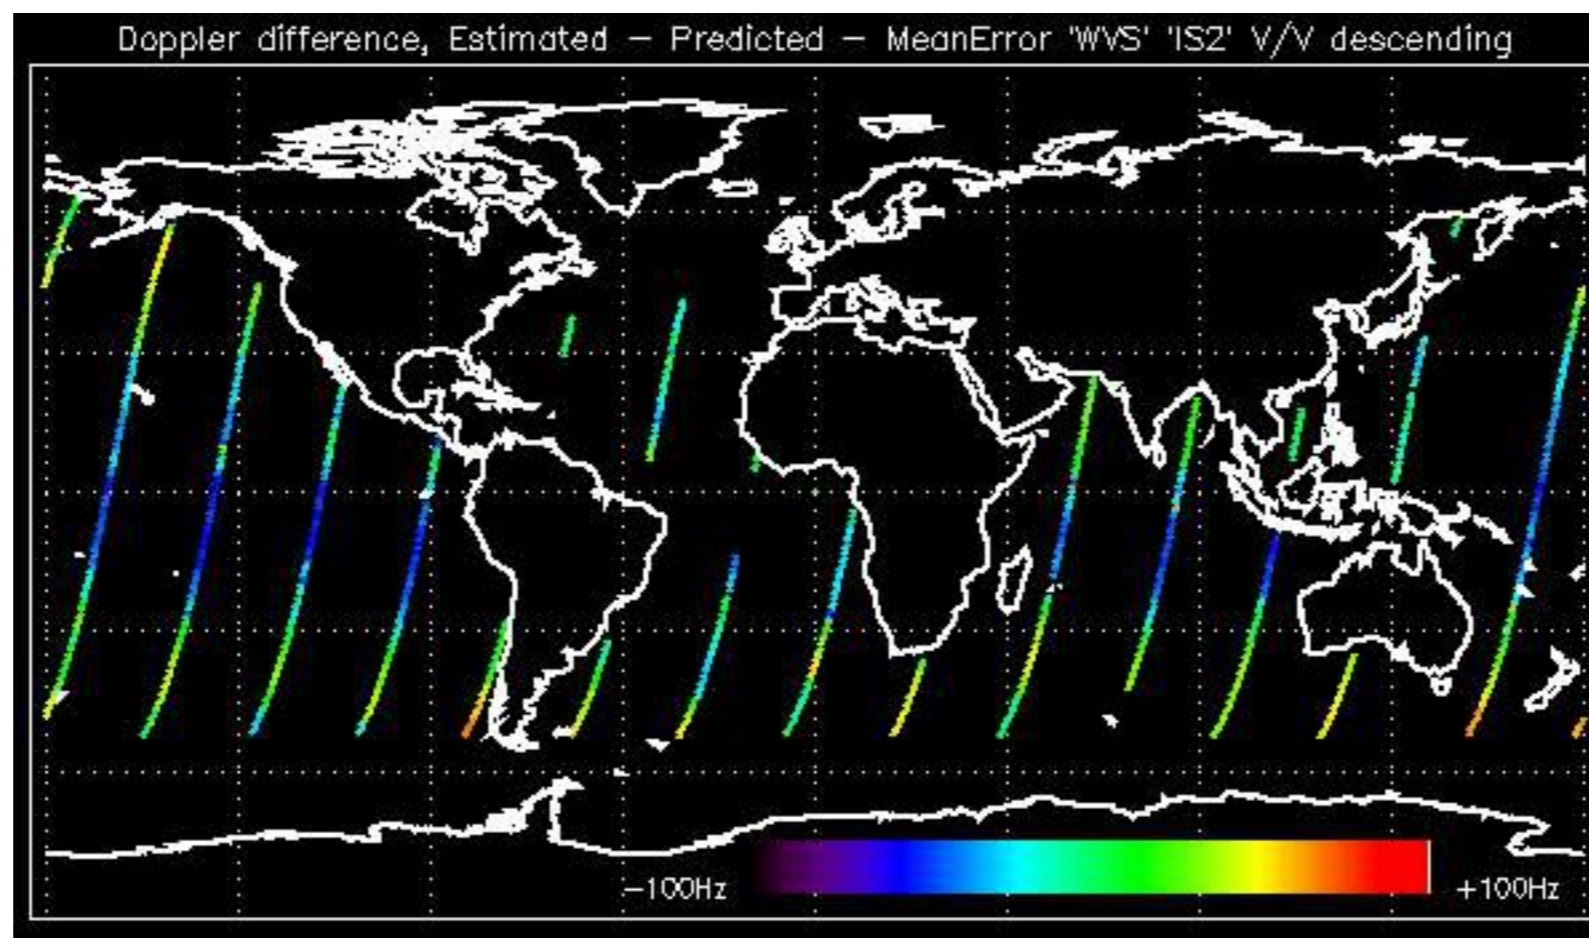 Doppler difference, Estimated – Predicted – MeanError 'WVS' 'IS2' V/V descending
–100Hz
+100Hz